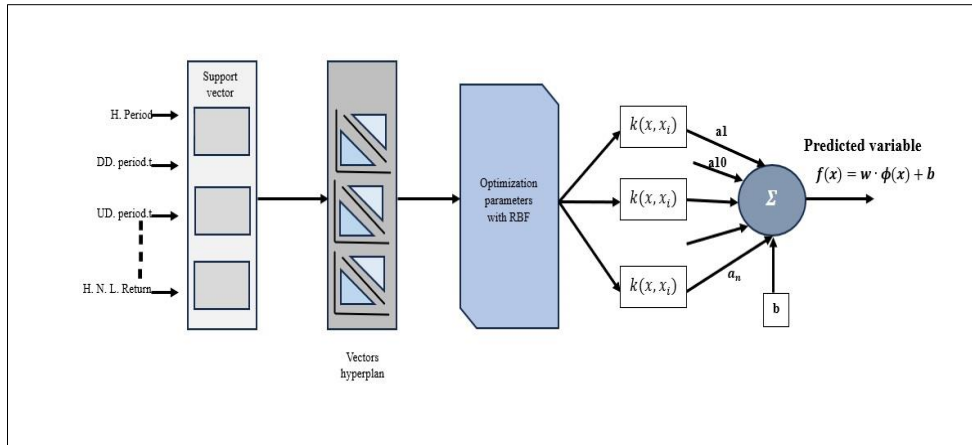 Support
vector
H. Period
DD. period.t
UD. period.t
H. N. L. Return
Vectors
hyperplan
Optimization
parameters
with RBF
k(x, xᵢ)
k(x, xᵢ)
k(x, xᵢ)
a1
a10
aₙ
Σ
b
Predicted variable
f(x) = w · ϕ(x) + b